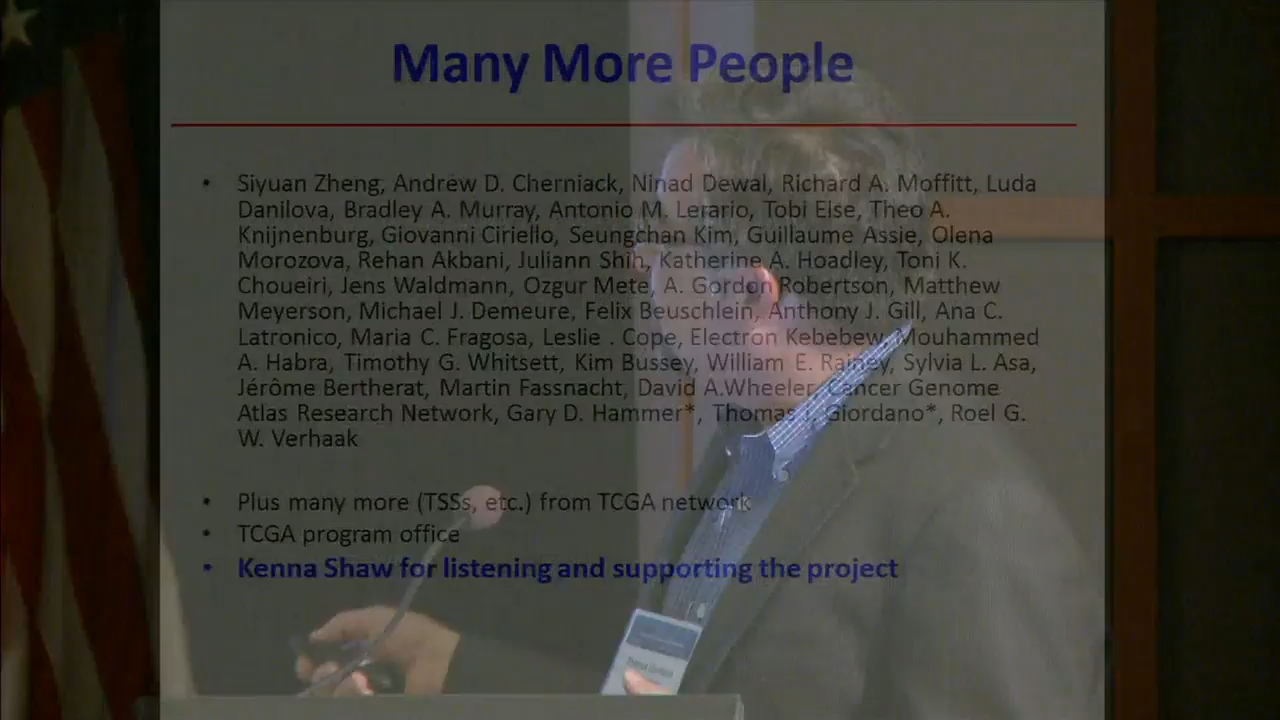 Many More People
• Siyuan Zheng, Andrew D. Cherniack, Ninad Dewal, Richard A. Moffitt, Luda
Danilova, Bradley A. Murray, Antonio M. Lerario, Tobi Else, Theo A.
Knijnenburg, Giovanni Ciriello, Seungchan Kim, Guillaume Assie, Olena
Morozova, Rehan Akbani, Juliann Shih, Katherine A. Hoadley, Toni K.
Choueiri, Jens Waldmann, Ozgur Mete, A. Gordon Robertson, Matthew
Meyerson, Michael J. Demeure, Felix Beuschlein, Anthony J. Gill, Ana C.
Latronico, Maria C. Fragosa, Leslie . Cope, Electron Kebebew, Mouhammed
A. Habra, Timothy G. Whitsett, Kim Bussey, William E. Rainey, Sylvia L. Asa,
Jérôme Bertherat, Martin Fassnacht, David A.Wheeler, Cancer Genome
Atlas Research Network, Gary D. Hammer*, Thomas J. Giordano*, Roel G.
W. Verhaak
• Plus many more (TSSs, etc.) from TCGA network
• TCGA program office
• Kenna Shaw for listening and supporting the project